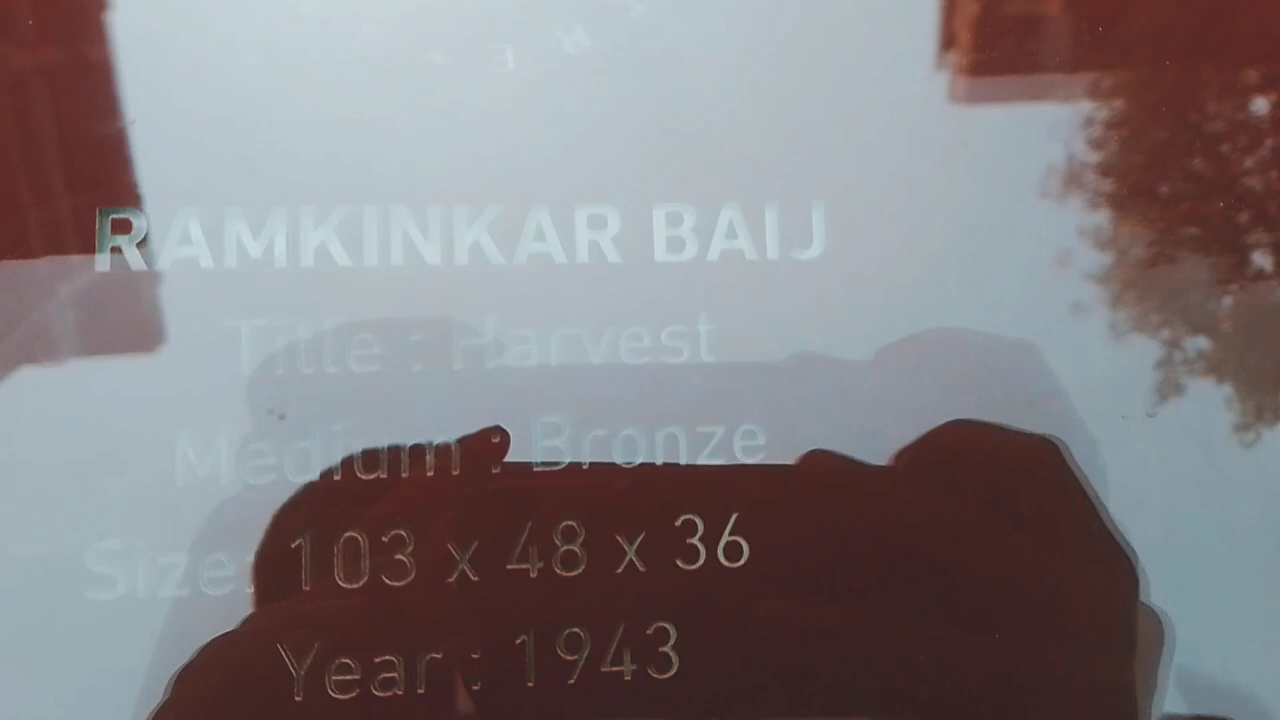 RAMKINKAR BAIJ
Title : Harvest
Medium : Bronze
Size: 103 x 48 x 36
Year : 1943